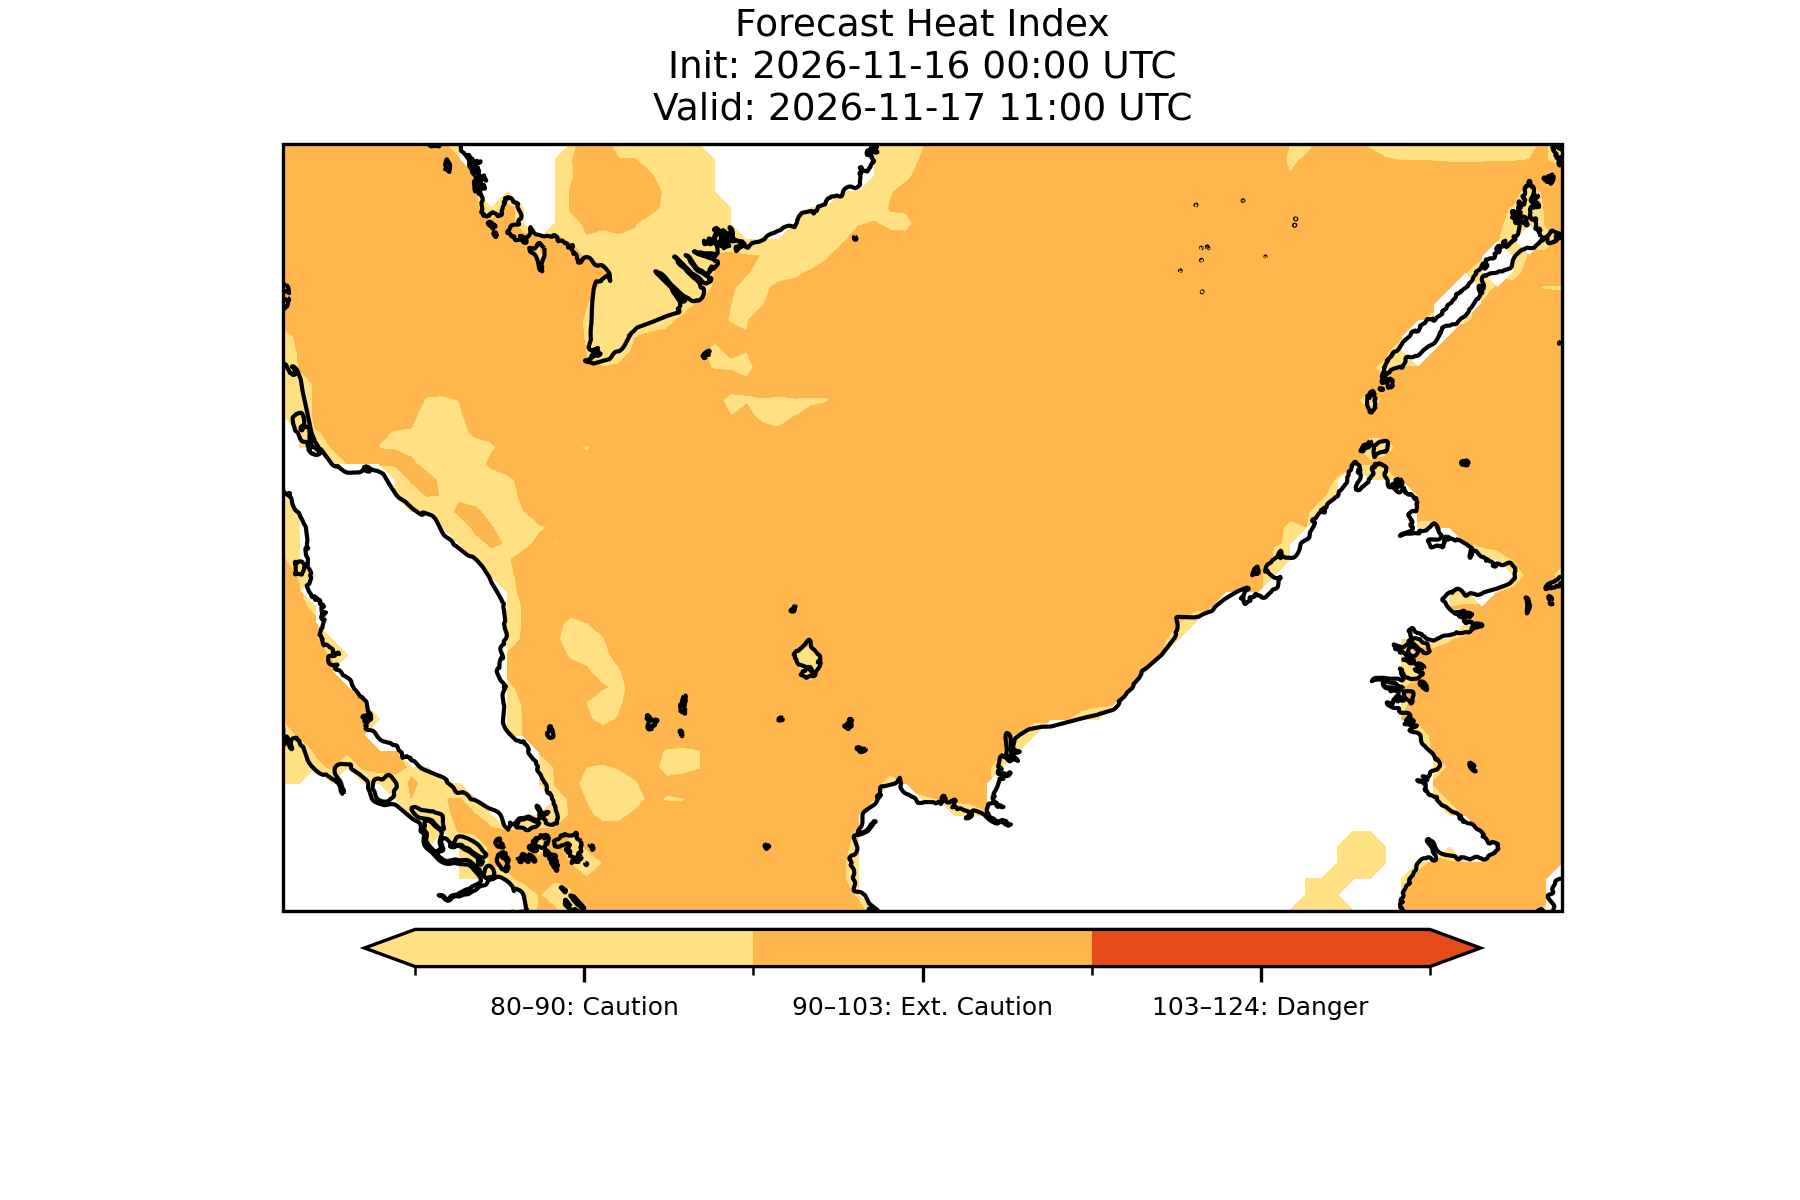 Forecast Heat Index
Init: 2026-11-16 00:00 UTC
Valid: 2026-11-17 11:00 UTC
80–90: Caution
90–103: Ext. Caution
103–124: Danger